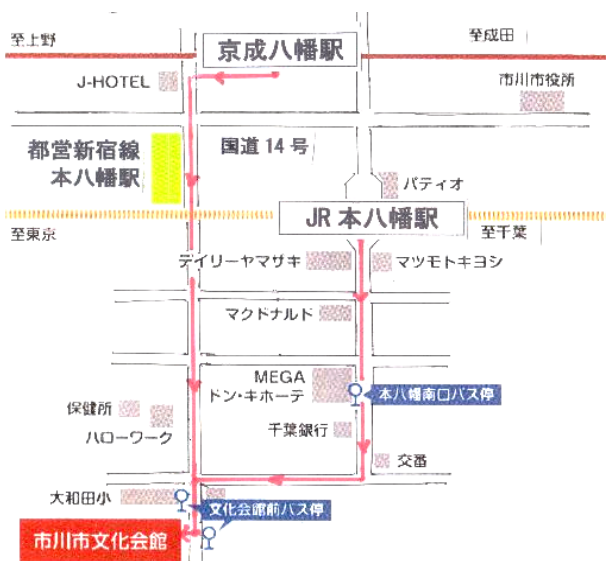 至上野
京成八幡駅
至成田
J-HOTEL
市川市役所
都営新宿線
本八幡駅
国道14号
パティオ
JR 本八幡駅
至東京
至千葉
デイリーヤマザキ
マツモトキヨシ
マクドナルド
MEGA
ドン・キホーテ
本八幡南口バス停
保健所
ハローワーク
千葉銀行
交番
大和田小
文化会館前バス停
市川市文化会館